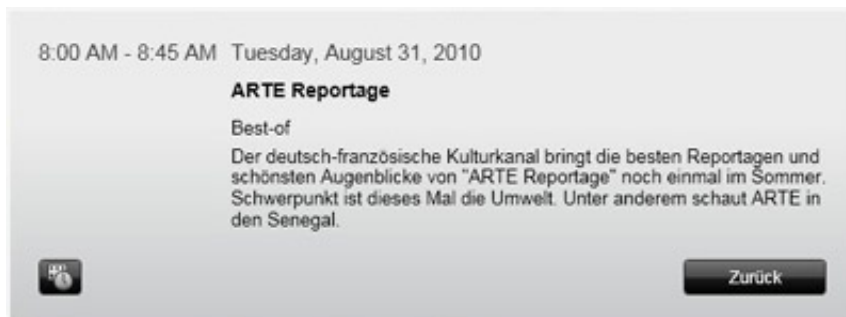 8:00 AM - 8:45 AM Tuesday, August 31, 2010
ARTE Reportage
Best-of
Der deutsch-französische Kulturkanal bringt die besten Reportagen und
schönsten Augenblicke von "ARTE Reportage" noch einmal im Sommer.
Schwerpunkt ist dieses Mal die Umwelt. Unter anderem schaut ARTE in
den Senegal.
Zurück